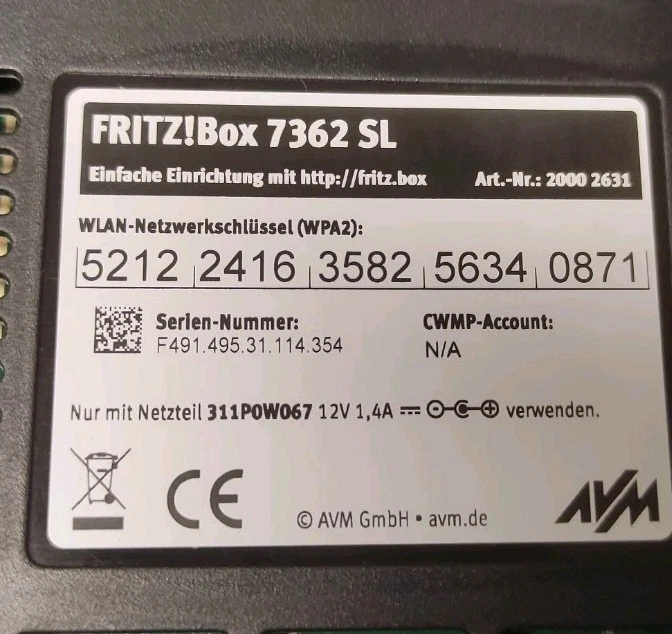 FRITZ!Box 7362 SL
Einfache Einrichtung mit http://fritz.box Art.-Nr.: 2000 2631
WLAN-Netzwerkschlüssel (WPA2):
5212 2416 3582 5634 0871
Serien-Nummer: CWMP-Account:
F491.495.31.114.354 N/A
Nur mit Netzteil 311P0W067 12V 1,4A verwenden.
CE
© AVM GmbH • avm.de
AVM